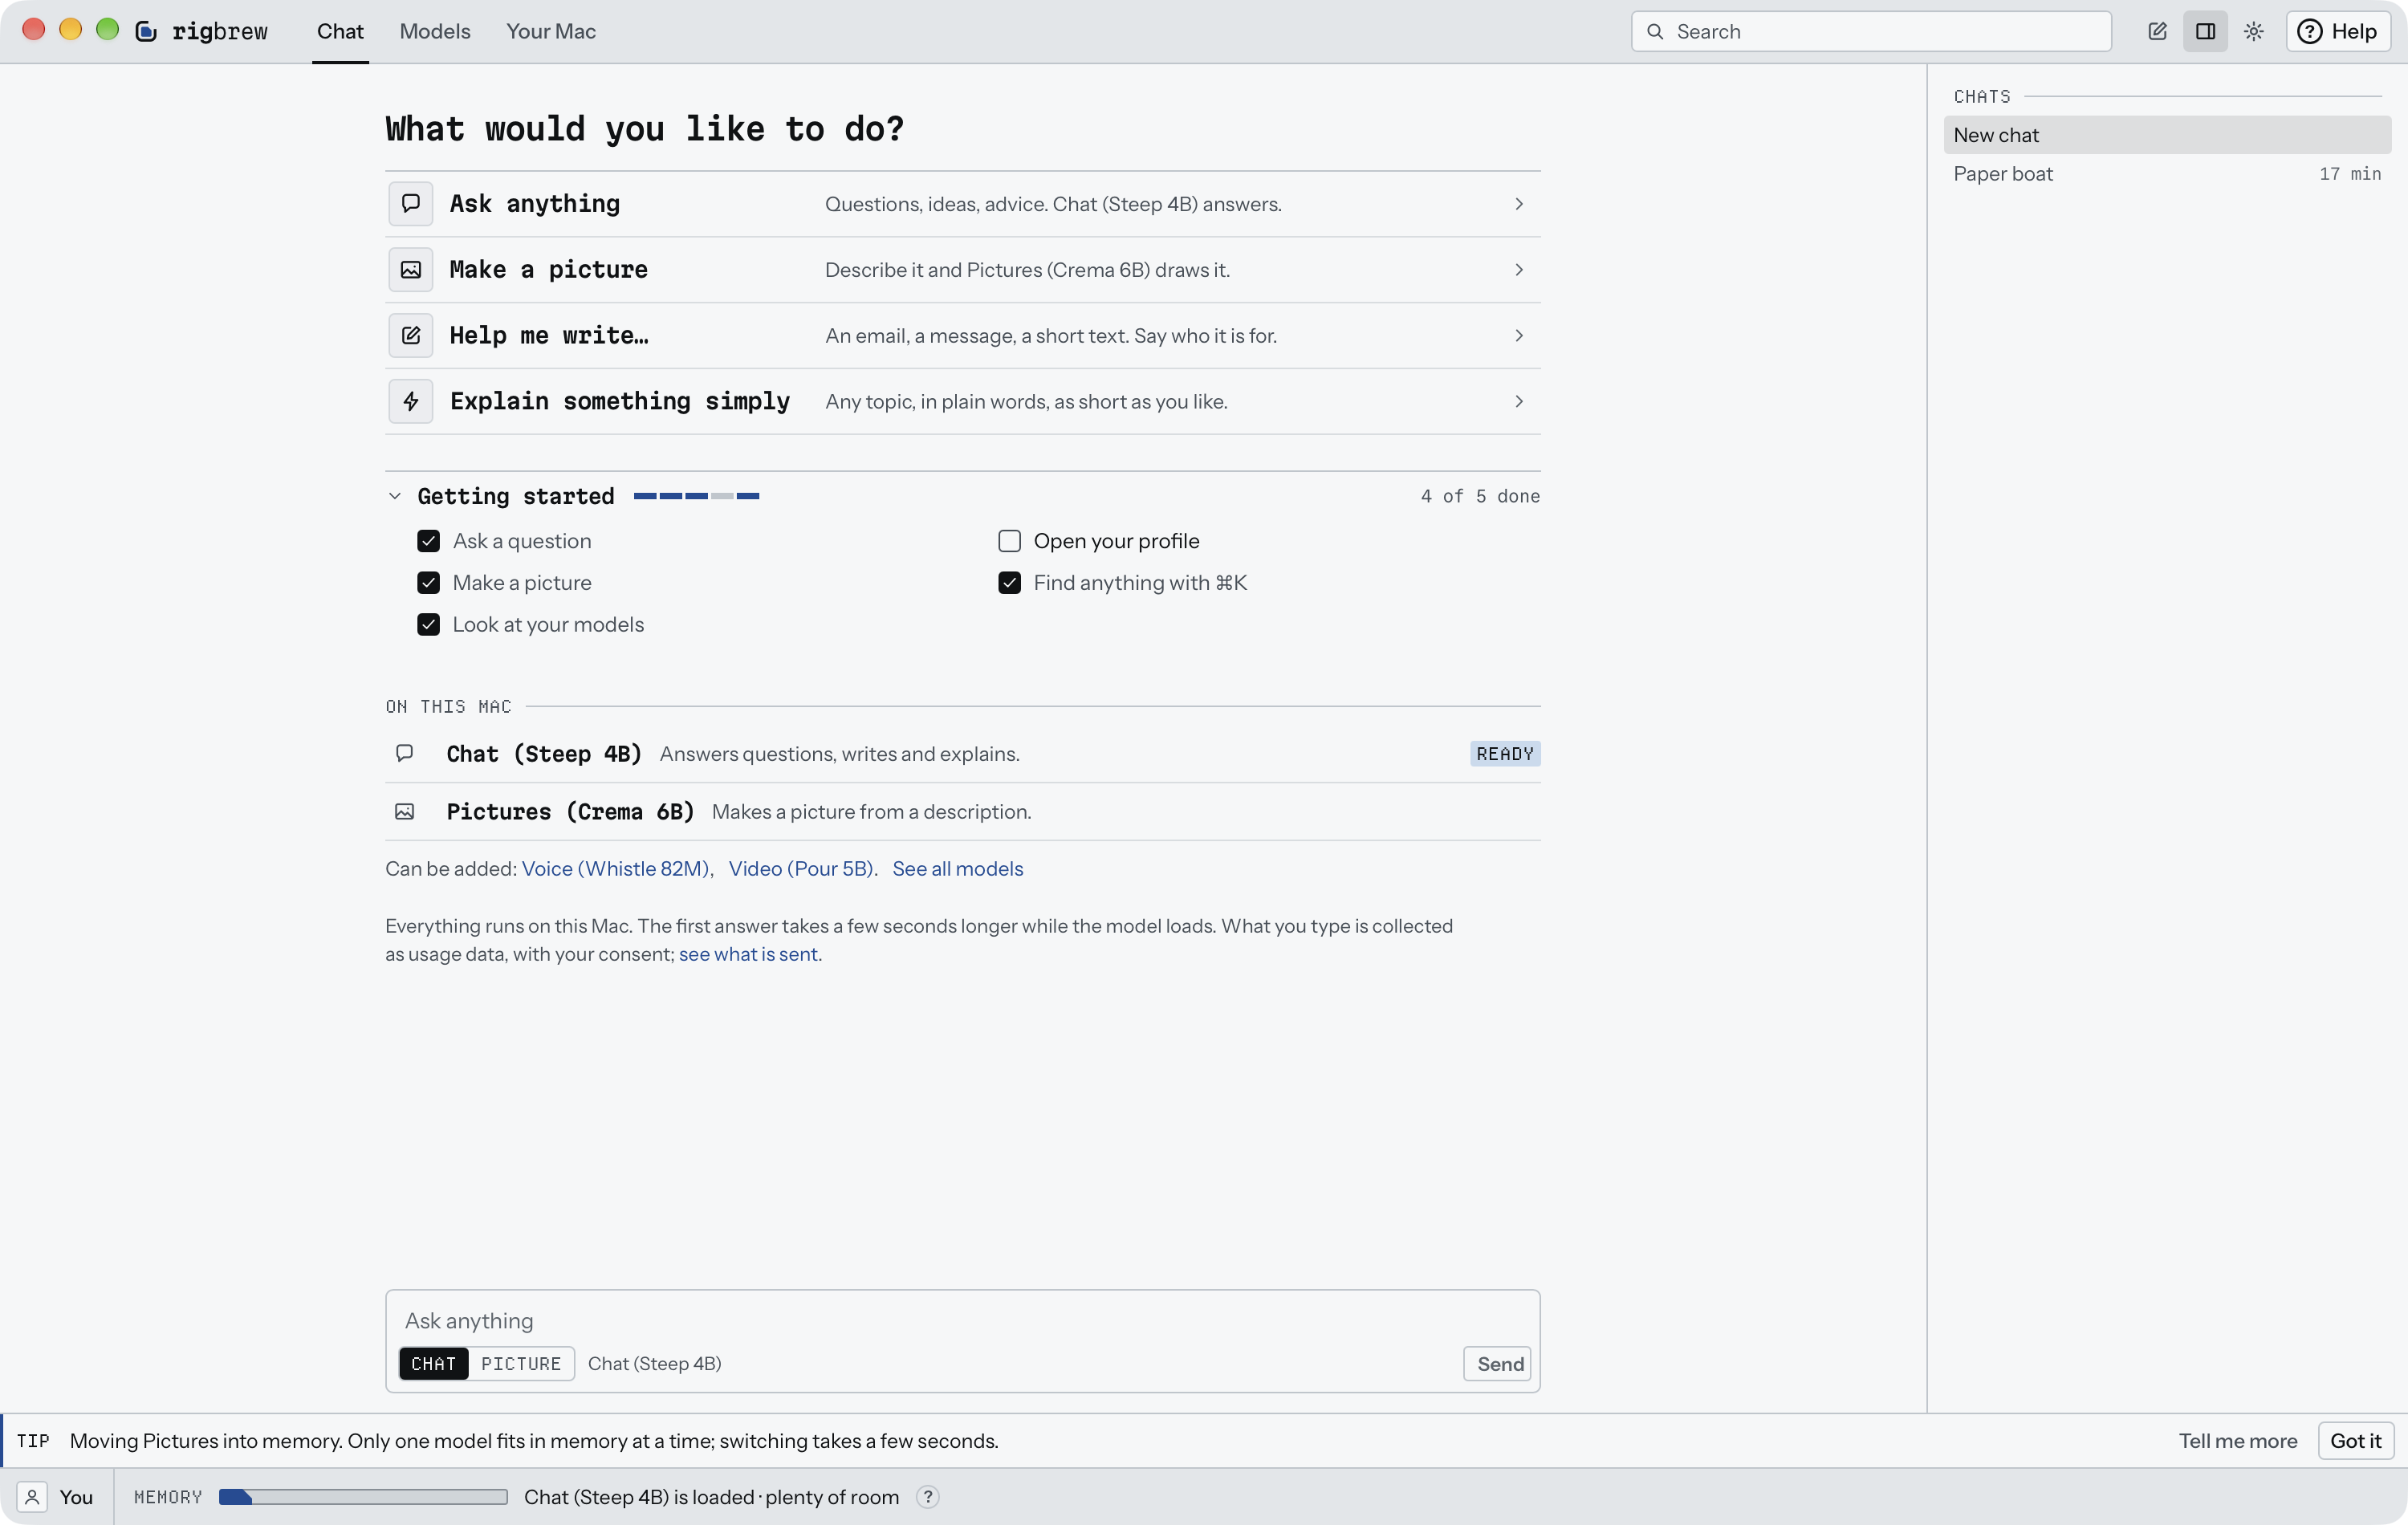 rigbrew
Chat Models Your Mac
Search
Help
What would you like to do?
Ask anything Questions, ideas, advice. Chat (Steep 4B) answers.
Make a picture Describe it and Pictures (Crema 6B) draws it.
Help me write… An email, a message, a short text. Say who it is for.
Explain something simply Any topic, in plain words, as short as you like.
Getting started 4 of 5 done
Ask a question
Make a picture
Look at your models
Open your profile
Find anything with ⌘K
ON THIS MAC
Chat (Steep 4B) Answers questions, writes and explains. READY
Pictures (Crema 6B) Makes a picture from a description.
Can be added: Voice (Whistle 82M), Video (Pour 5B). See all models
Everything runs on this Mac. The first answer takes a few seconds longer while the model loads. What you type is collected
as usage data, with your consent; see what is sent.
Ask anything
CHAT PICTURE Chat (Steep 4B) Send
CHATS
New chat
Paper boat 17 min
TIP Moving Pictures into memory. Only one model fits in memory at a time; switching takes a few seconds. Tell me more Got it
You MEMORY Chat (Steep 4B) is loaded · plenty of room ?